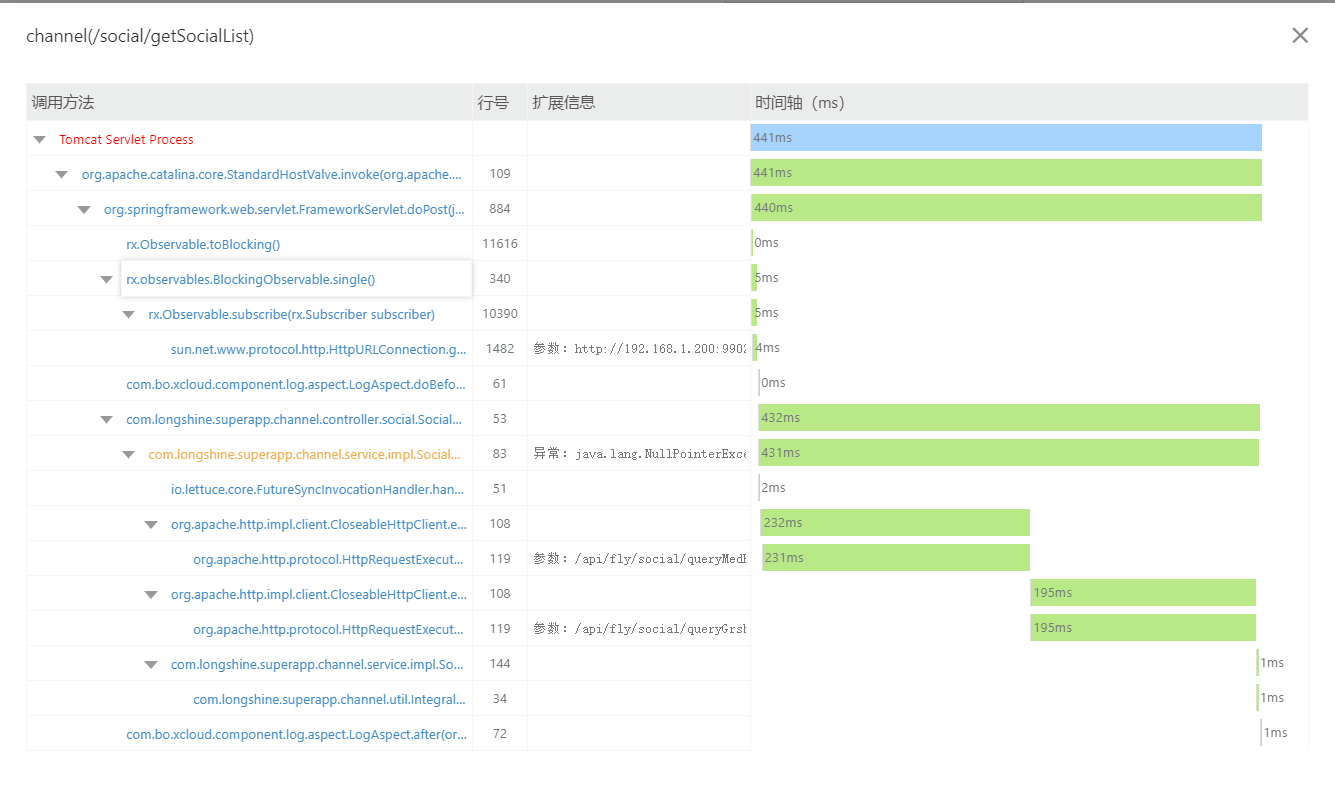 channel(/social/getSocialList)
调用方法 行号 扩展信息 时间轴（ms）
Tomcat Servlet Process 441ms
org.apache.catalina.core.StandardHostValve.invoke(org.apache.... 109 441ms
org.springframework.web.servlet.FrameworkServlet.doPost(j... 884 440ms
rx.Observable.toBlocking() 11616 0ms
rx.observables.BlockingObservable.single() 340 5ms
rx.Observable.subscribe(rx.Subscriber subscriber) 10390 5ms
sun.net.www.protocol.http.HttpURLConnection.g... 1482 参数：http://192.168.1.200:9902 4ms
com.bo.xcloud.component.log.aspect.LogAspect.doBefo... 61 0ms
com.longshine.superapp.channel.controller.social.Social... 53 432ms
com.longshine.superapp.channel.service.impl.Social... 83 异常：java.lang.NullPointerExce 431ms
io.lettuce.core.FutureSyncInvocationHandler.han... 51 2ms
org.apache.http.impl.client.CloseableHttpClient.e... 108 232ms
org.apache.http.protocol.HttpRequestExecut... 119 参数：/api/fly/social/queryMed 231ms
org.apache.http.impl.client.CloseableHttpClient.e... 108 195ms
org.apache.http.protocol.HttpRequestExecut... 119 参数：/api/fly/social/queryGrsb 195ms
com.longshine.superapp.channel.service.impl.So... 144 1ms
com.longshine.superapp.channel.util.Integral... 34 1ms
com.bo.xcloud.component.log.aspect.LogAspect.after(or... 72 1ms